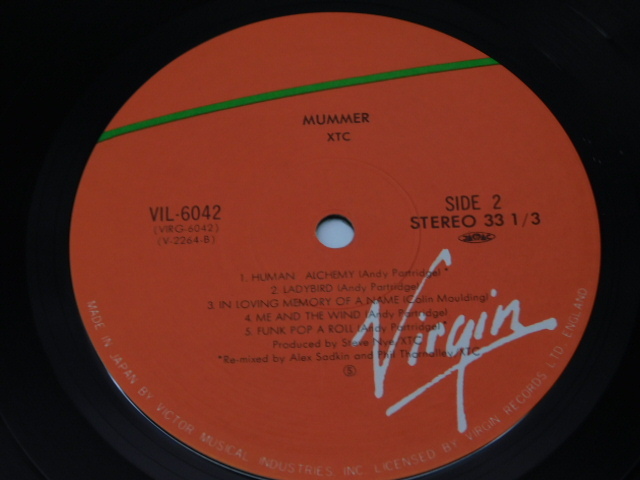 MUMMER
XTC
VIL-6042
(VIRG-6042)
(V-2264-B)
SIDE 2
STEREO 33 1/3
1. HUMAN ALCHEMY (Andy Partridge)*
2. LADYBIRD (Andy Partridge)
3. IN LOVING MEMORY OF A NAME (Colin Moulding)
4. ME AND THE WIND (Andy Partridge)
5. FUNK POP A ROLL (Andy Partridge)*
Produced by Steve Nye/XTC
*Re-mixed by Alex Sadkin and Phil Thornalley/XTC
Ⓢ
Virgin
MADE IN JAPAN BY VICTOR MUSICAL INDUSTRIES INC. LICENSED BY VIRGIN RECORDS LTD. ENGLAND